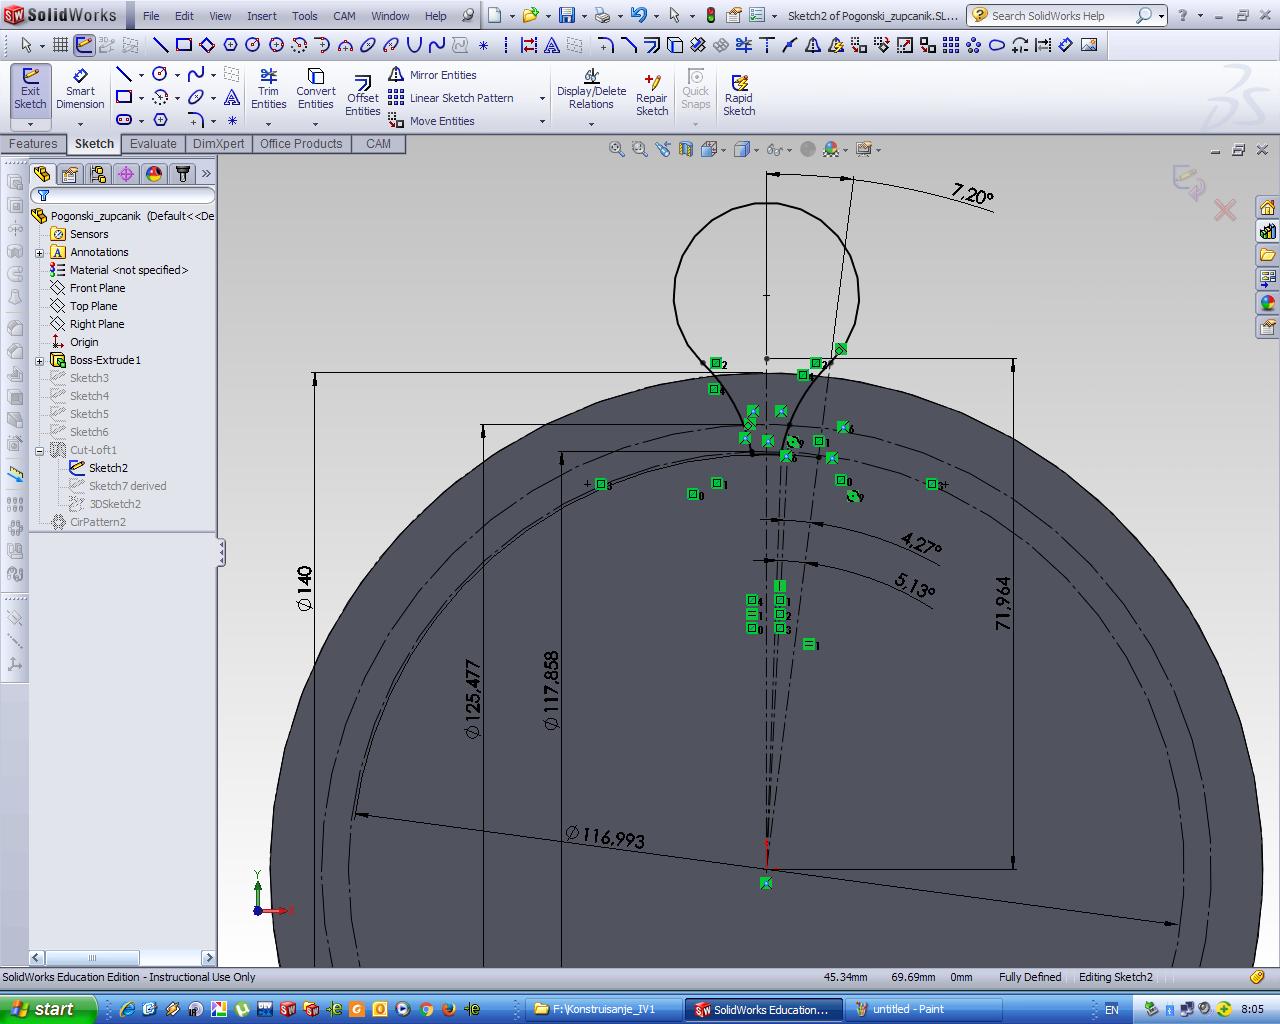 SolidWorks
File Edit View Insert Tools CAM Window Help
Sketch2 of Pogonski_zupcanik.SL...
Search SolidWorks Help
Exit Sketch
Smart Dimension
Trim Entities
Convert Entities
Offset Entities
Mirror Entities
Linear Sketch Pattern
Move Entities
Display/Delete Relations
Repair Sketch
Quick Snaps
Rapid Sketch
Features Sketch Evaluate DimXpert Office Products CAM
Pogonski_zupcanik (Default<<De
Sensors
Annotations
Material <not specified>
Front Plane
Top Plane
Right Plane
Origin
Boss-Extrude1
Sketch3
Sketch4
Sketch5
Sketch6
Cut-Loft1
Sketch2
Sketch7 derived
3DSketch2
CirPattern2
7,20°
4,27°
5,13°
71,964
∅140
∅125,477
∅117,858
∅116,993
Y
SolidWorks Education Edition - Instructional Use Only
45.34mm 69.69mm 0mm Fully Defined Editing Sketch2
start
F:\Konstruisanje_IV1
SolidWorks Education...
untitled - Paint
EN
8:05